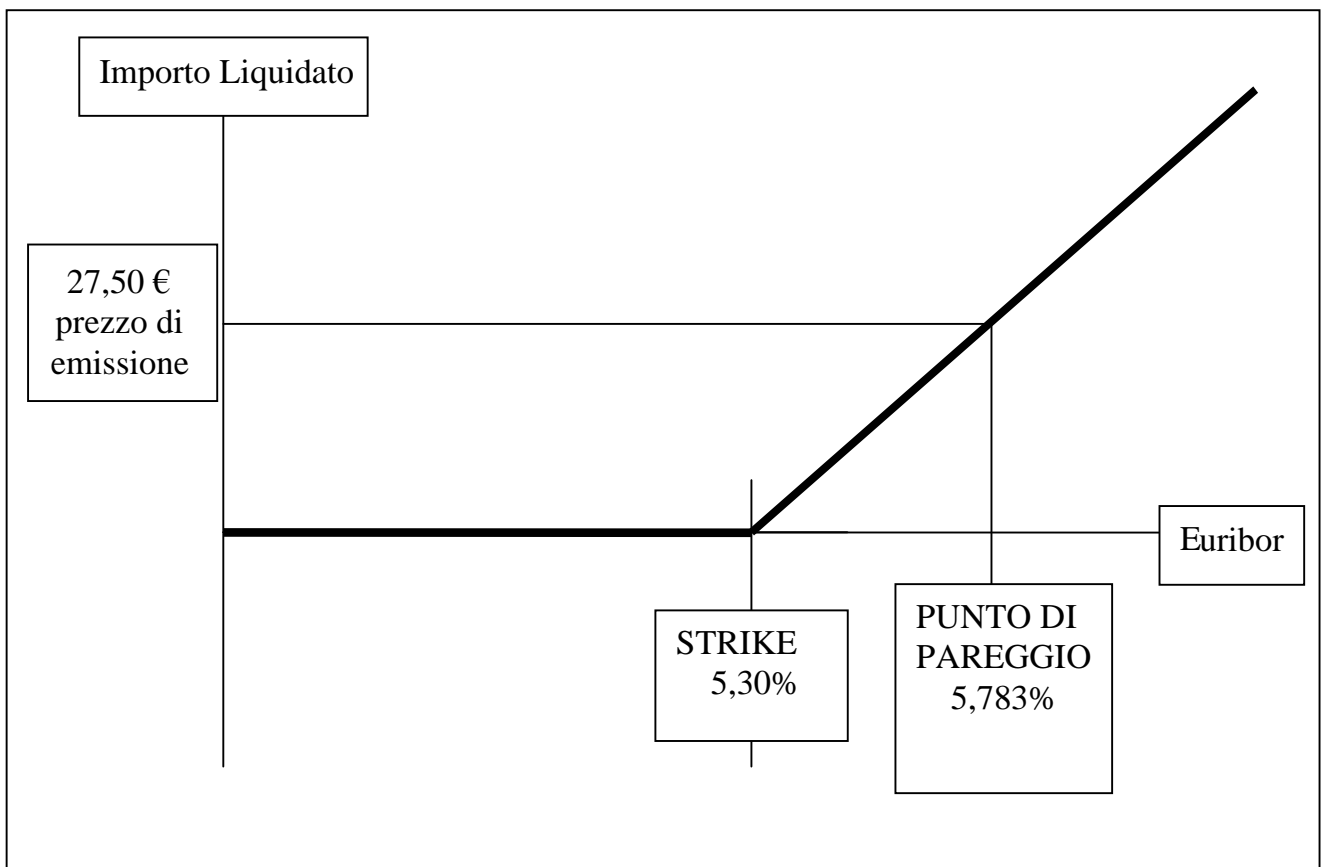 Importo Liquidato
27,50 €
prezzo di
emissione
Euribor
STRIKE
5,30%
PUNTO DI
PAREGGIO
5,783%